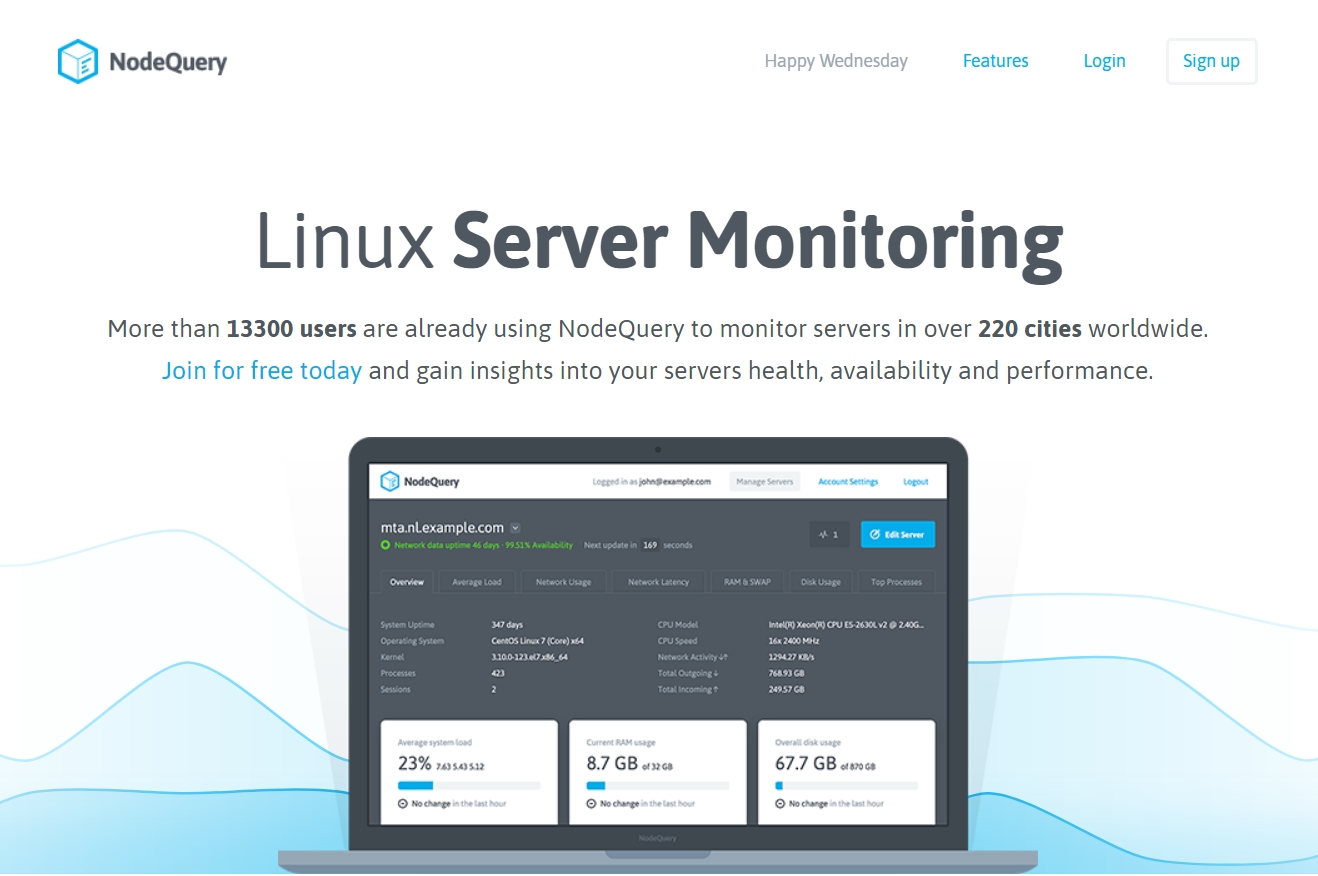 NodeQuery
Happy Wednesday Features Login Sign up
Linux Server Monitoring
More than 13300 users are already using NodeQuery to monitor servers in over 220 cities worldwide.
Join for free today and gain insights into your servers health, availability and performance.
NodeQuery Logged in as john@example.com Manage Servers Account Settings Logout
mta.nl.example.com
1 Edit Server
Network data uptime 46 days · 99.51% Availability Next update in 169 seconds
Overview Average Load Network Usage Network Latency RAM & SWAP Disk Usage Top Processes
System Uptime 347 days CPU Model Intel(R) Xeon(R) CPU E5-2630L v2 @ 2.40G...
Operating System CentOS Linux 7 (Core) x64 CPU Speed 16x 2400 MHz
Kernel 3.10.0-123.el7.x86_64 Network Activity ↓↑ 1294.27 KB/s
Processes 423 Total Outgoing ↓ 768.93 GB
Sessions 2 Total Incoming ↑ 249.57 GB
Average system load Current RAM usage Overall disk usage
23% 7.63 5.43 5.12 8.7 GB of 32 GB 67.7 GB of 870 GB
No change in the last hour No change in the last hour No change in the last hour
NodeQuery